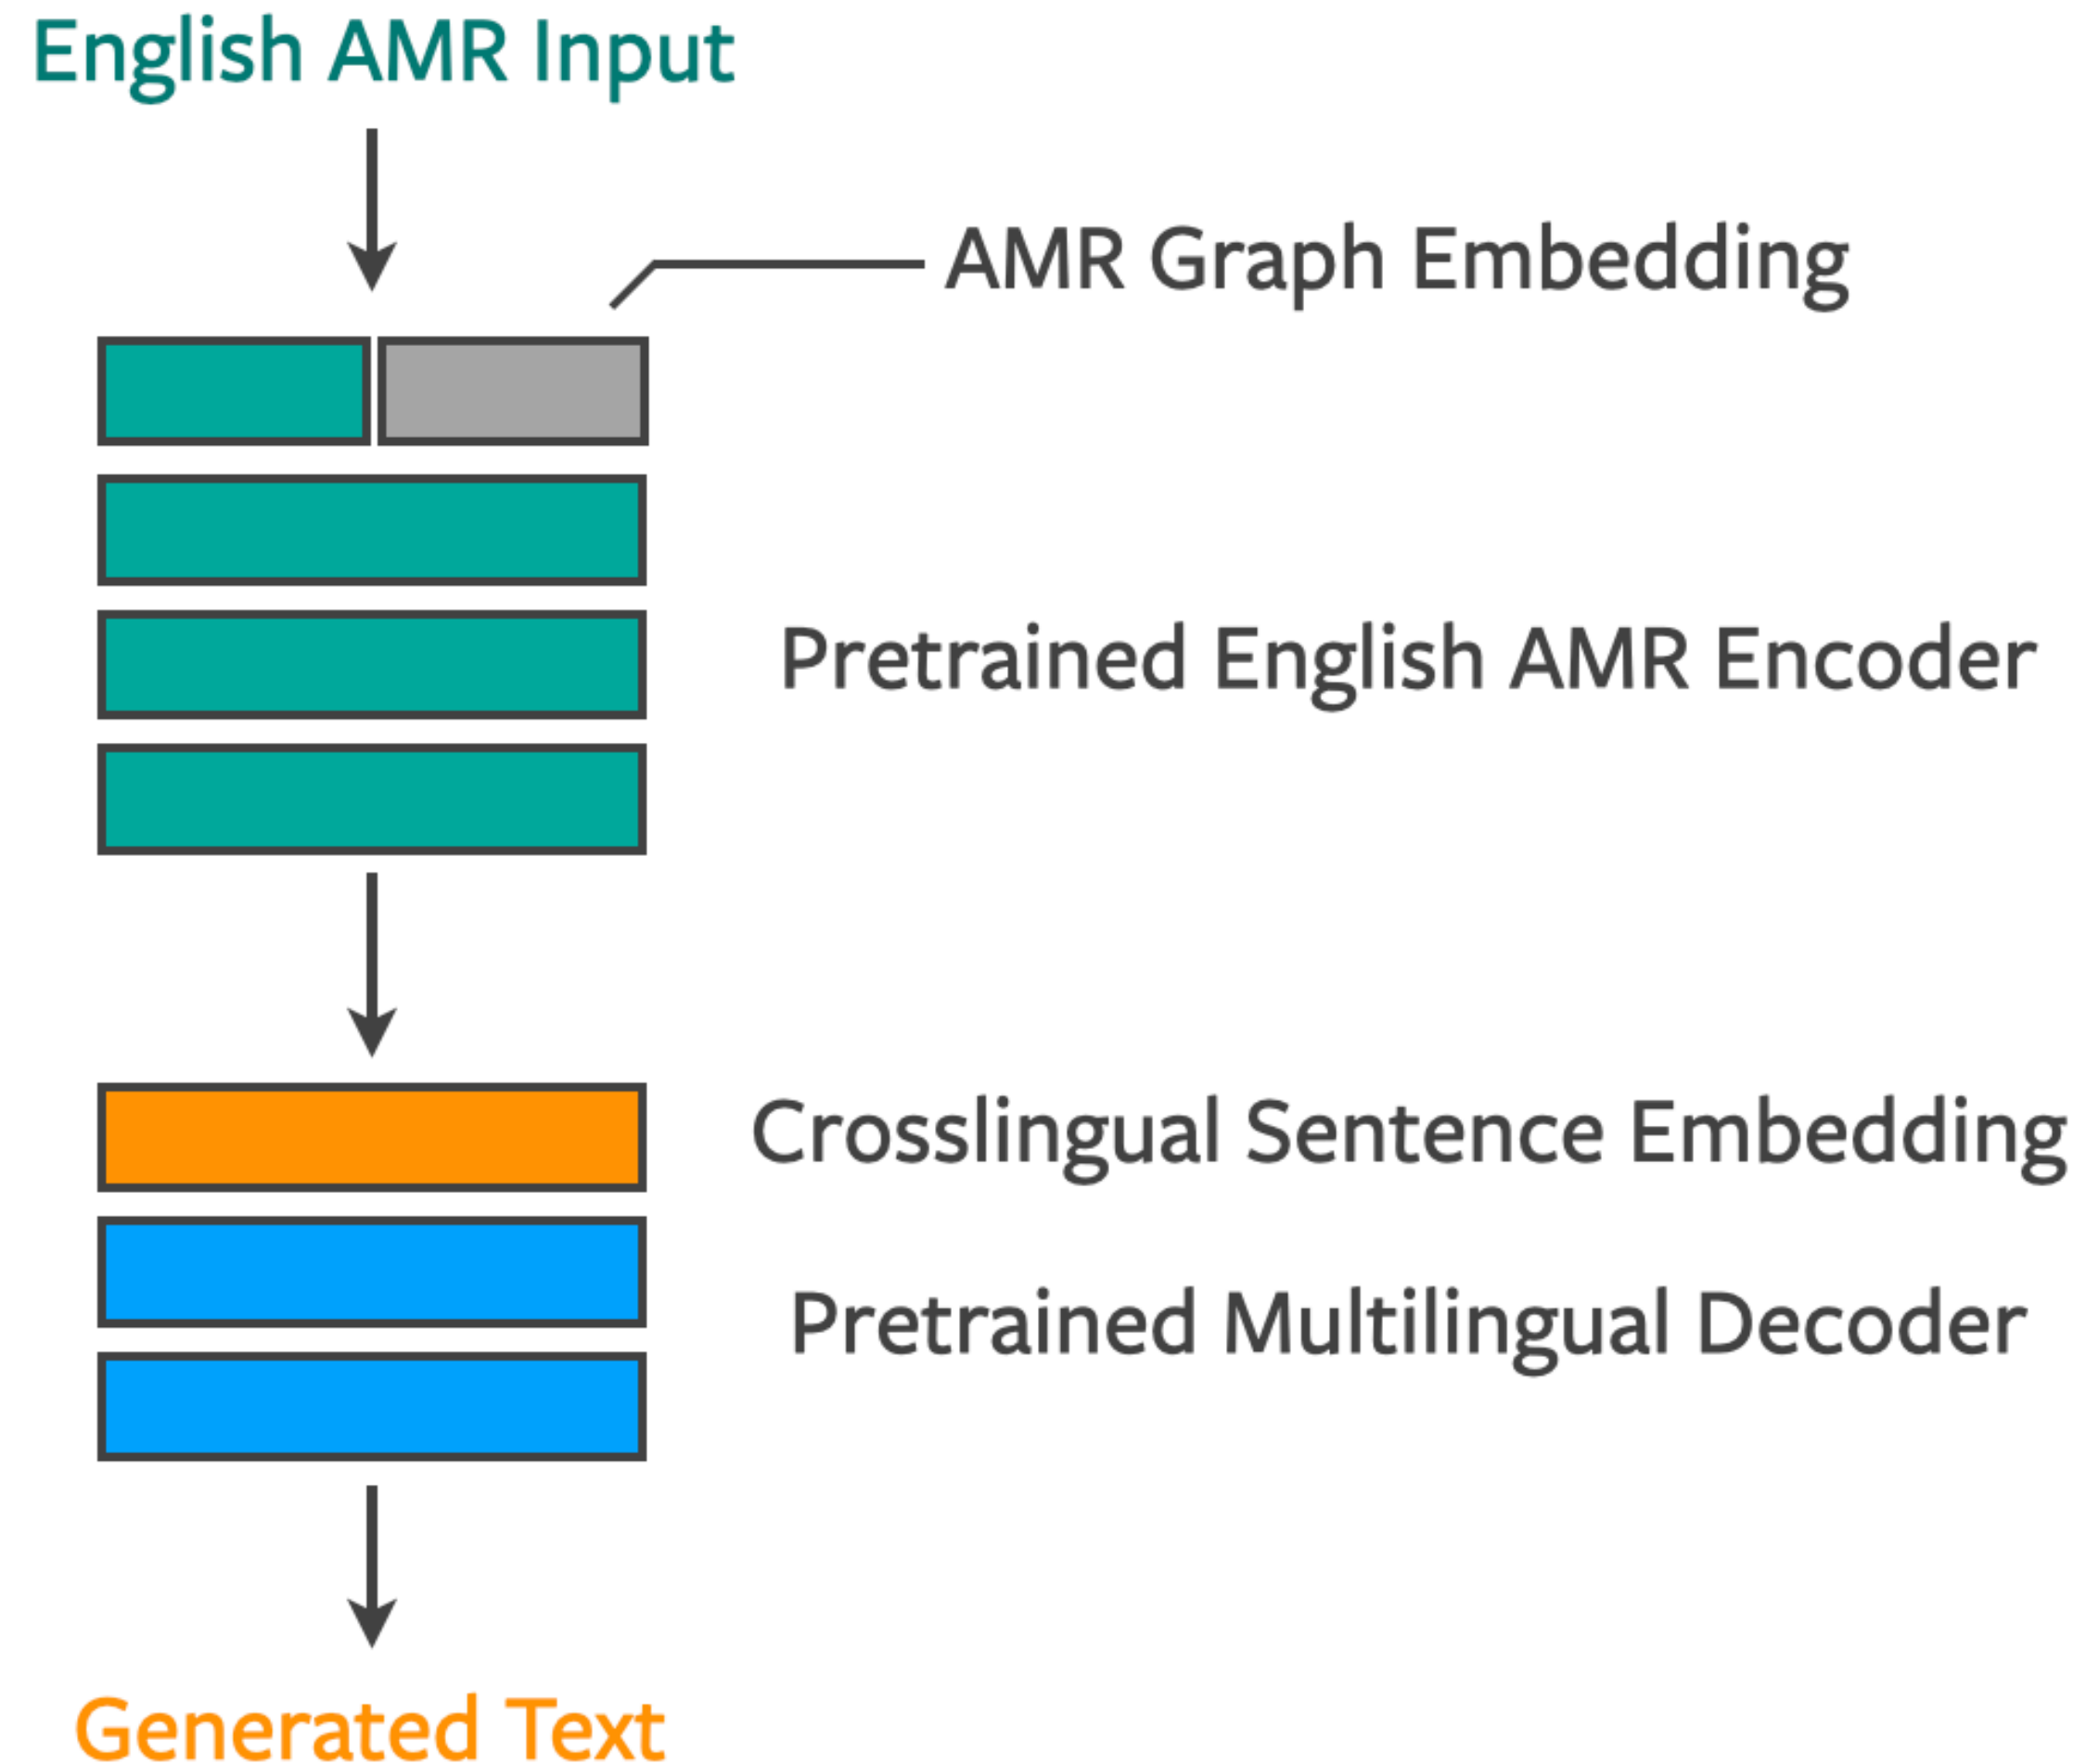 English AMR Input
AMR Graph Embedding
Pretrained English AMR Encoder
Crosslingual Sentence Embedding
Pretrained Multilingual Decoder
Generated Text